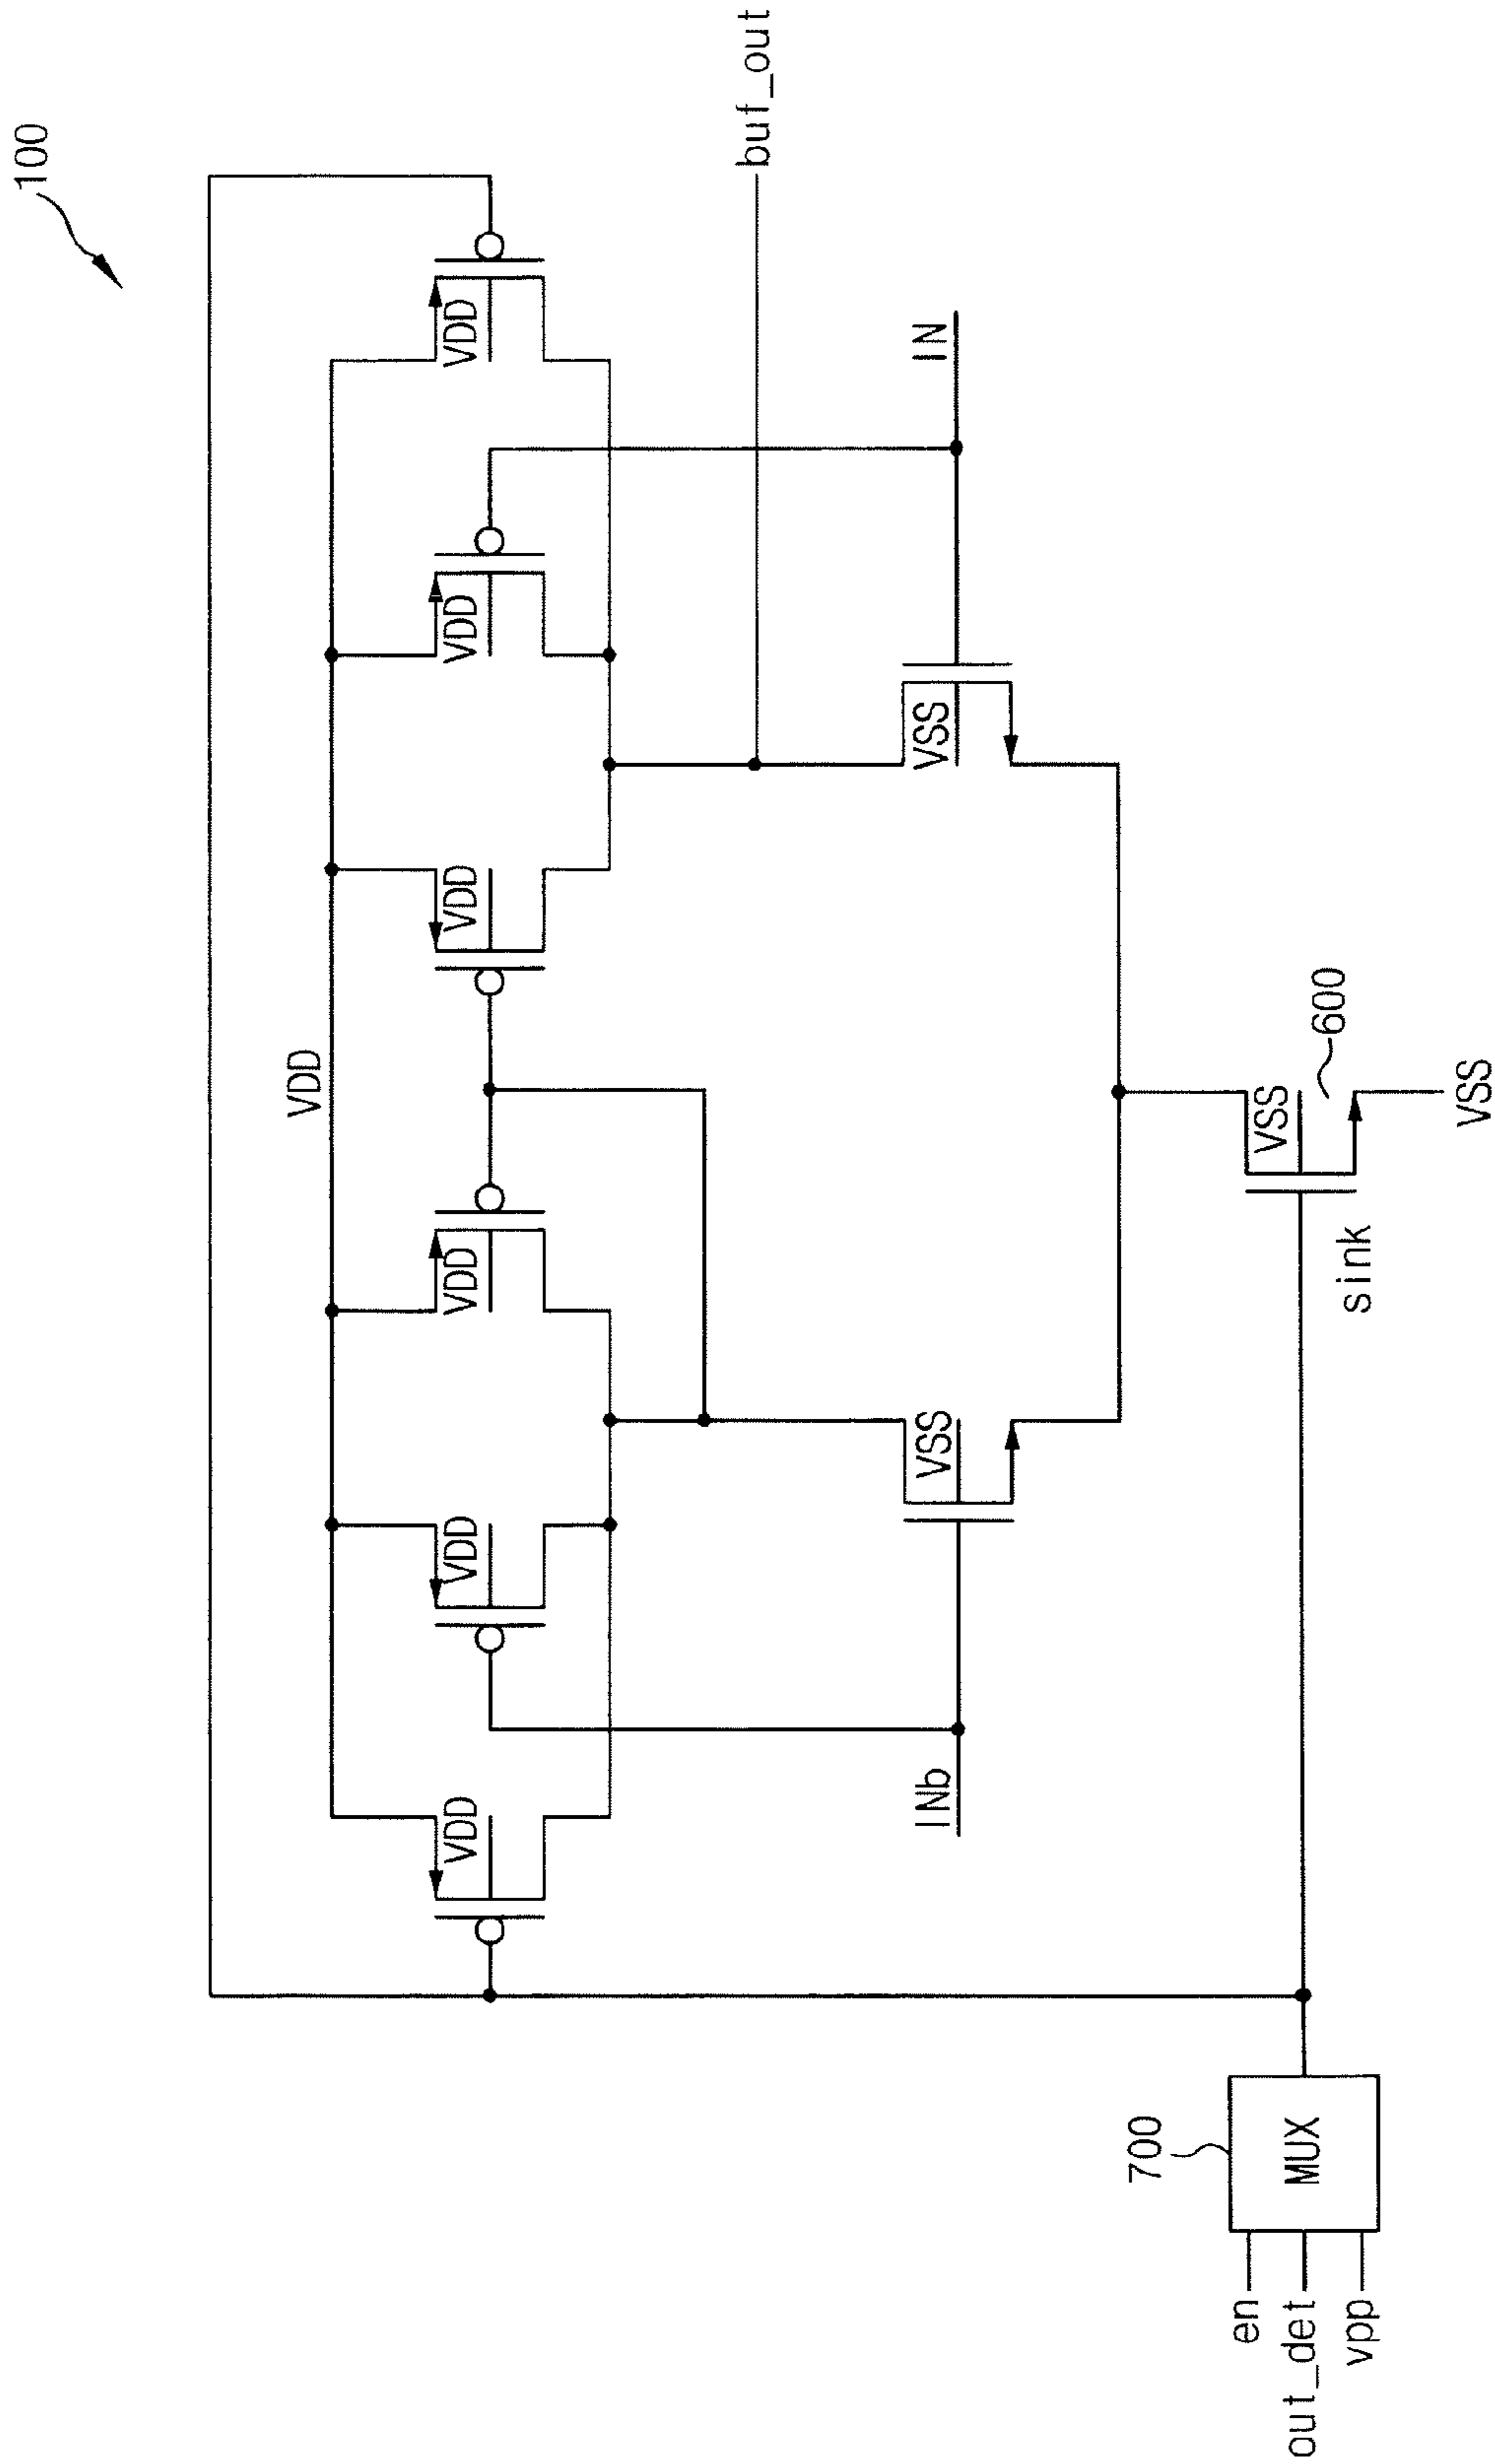 100
VDD
VDD
VDD
VDD
VDD
VDD
VDD
buf_out
INb
VSS
VSS
IN
700
en
out_det
vpp
MUX
sink
VSS
600
VSS